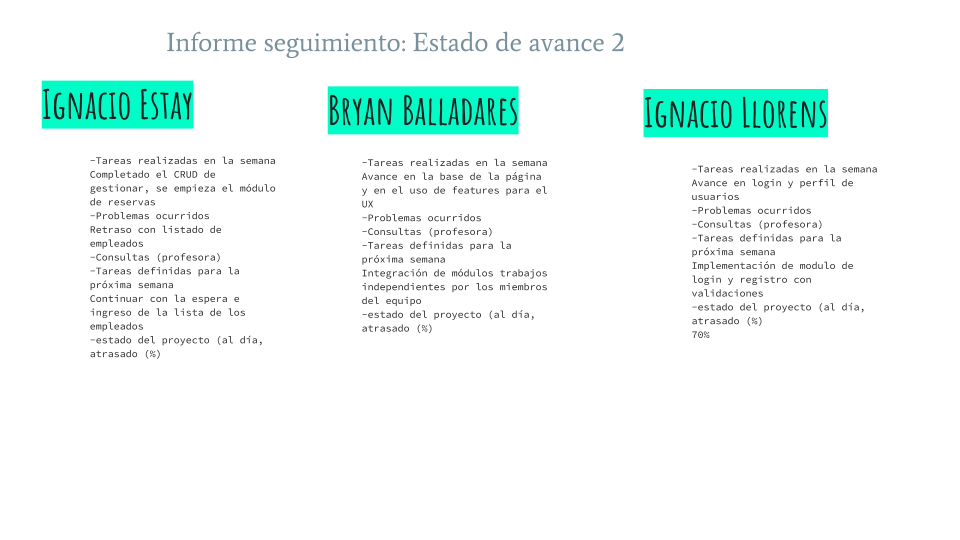 Informe seguimiento: Estado de avance 2
Ignacio Estay
-Tareas realizadas en la semana
Completado el CRUD de
gestionar, se empieza el módulo
de reservas
-Problemas ocurridos
Retraso con listado de
empleados
-Consultas (profesora)
-Tareas definidas para la
próxima semana
Continuar con la espera e
ingreso de la lista de los
empleados
-estado del proyecto (al día,
atrasado (%)
Bryan Balladares
-Tareas realizadas en la semana
Avance en la base de la página
y en el uso de features para el
UX
-Problemas ocurridos
-Consultas (profesora)
-Tareas definidas para la
próxima semana
Integración de módulos trabajos
independientes por los miembros
del equipo
-estado del proyecto (al día,
atrasado (%)
Ignacio Llorens
-Tareas realizadas en la semana
Avance en login y perfil de
usuarios
-Problemas ocurridos
-Consultas (profesora)
-Tareas definidas para la
próxima semana
Implementación de modulo de
login y registro con
validaciones
-estado del proyecto (al día,
atrasado (%)
70%